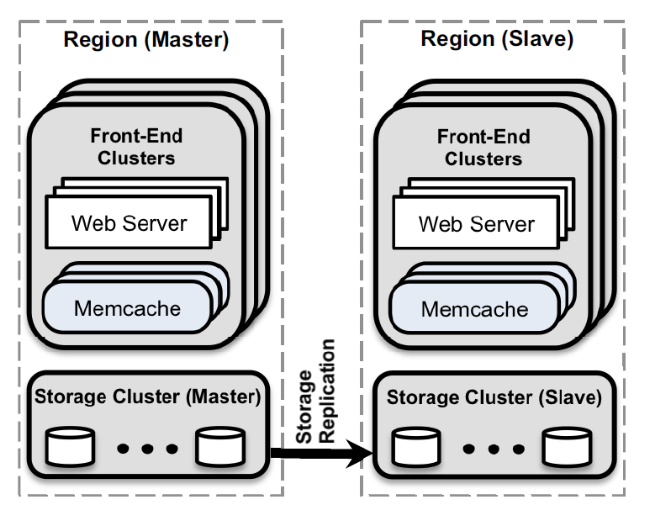 Region (Master)
Front-End
Clusters
Web Server
Memcache
Storage Cluster (Master)
Storage
Replication
Region (Slave)
Front-End
Clusters
Web Server
Memcache
Storage Cluster (Slave)